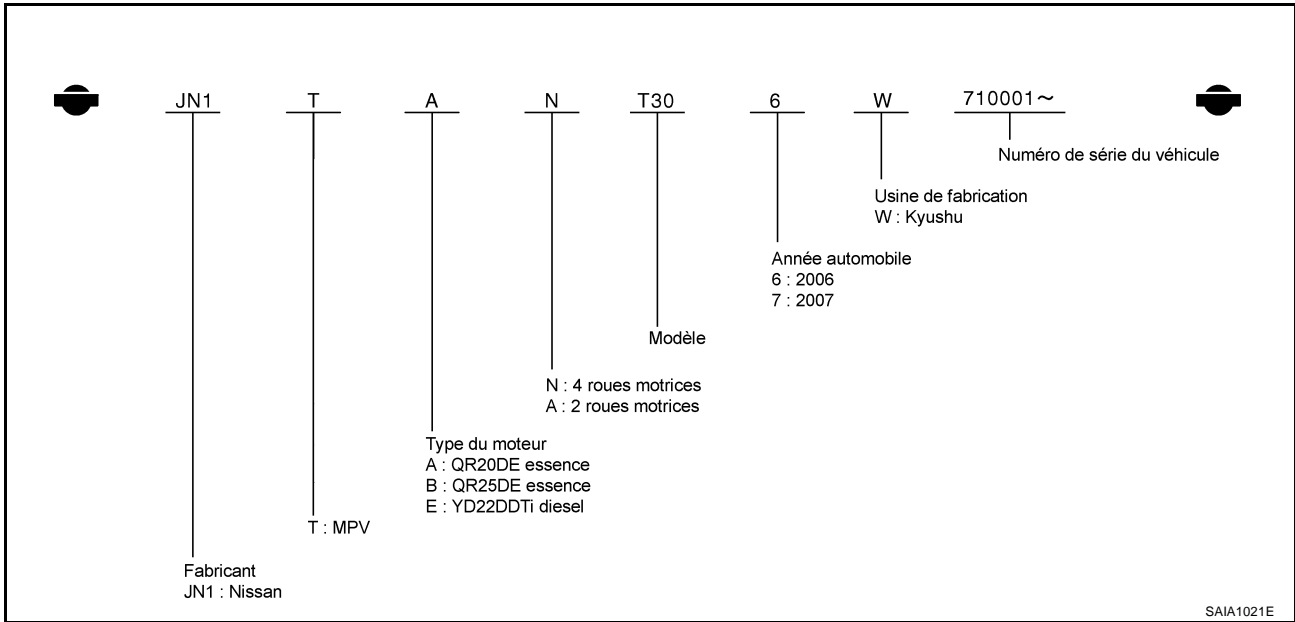 JN1 T A N T30 6 W 710001~
Numéro de série du véhicule
Usine de fabrication
W : Kyushu
Année automobile
6 : 2006
7 : 2007
Modèle
N : 4 roues motrices
A : 2 roues motrices
Type du moteur
A : QR20DE essence
B : QR25DE essence
E : YD22DDTi diesel
T : MPV
Fabricant
JN1 : Nissan
SAIA1021E